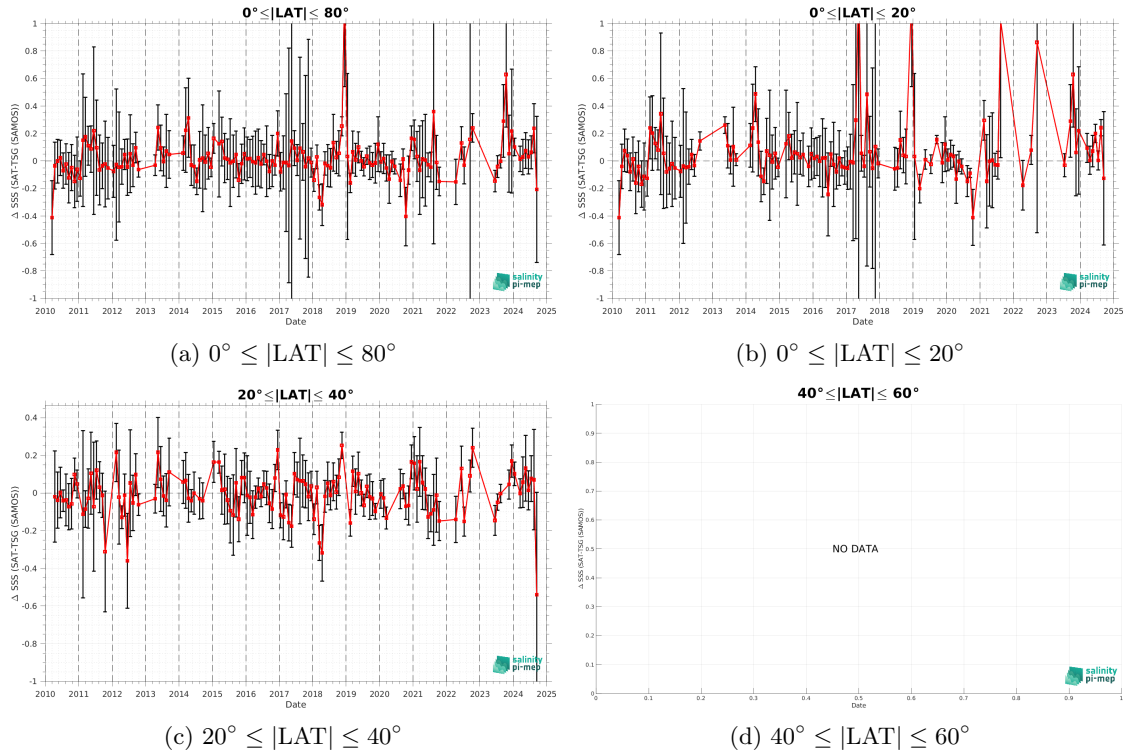 0°≤|LAT|≤ 80°
1
0.8
0.6
0.4
0.2
0
-0.2
-0.4
-0.6
-0.8
-1
Δ SSS (SAT-TSG (SAMOS))
2010 2011 2012 2013 2014 2015 2016 2017 2018 2019 2020 2021 2022 2023 2024 2025
Date
salinity
pi-mep
(a) 0° ≤ |LAT| ≤ 80°
0°≤|LAT|≤ 20°
1
0.8
0.6
0.4
0.2
0
-0.2
-0.4
-0.6
-0.8
-1
Δ SSS (SAT-TSG (SAMOS))
2010 2011 2012 2013 2014 2015 2016 2017 2018 2019 2020 2021 2022 2023 2024 2025
Date
salinity
pi-mep
(b) 0° ≤ |LAT| ≤ 20°
20°≤|LAT|≤ 40°
0.4
0.2
0
-0.2
-0.4
-0.6
-0.8
-1
Δ SSS (SAT-TSG (SAMOS))
2010 2011 2012 2013 2014 2015 2016 2017 2018 2019 2020 2021 2022 2023 2024 2025
Date
salinity
pi-mep
(c) 20° ≤ |LAT| ≤ 40°
40°≤|LAT|≤ 60°
1
0.9
0.8
0.7
0.6
0.5
0.4
0.3
0.2
0.1
0
Δ SSS (SAT-TSG (SAMOS))
NO DATA
0 0.1 0.2 0.3 0.4 0.5 0.6 0.7 0.8 0.9 1
Date
salinity
pi-mep
(d) 40° ≤ |LAT| ≤ 60°